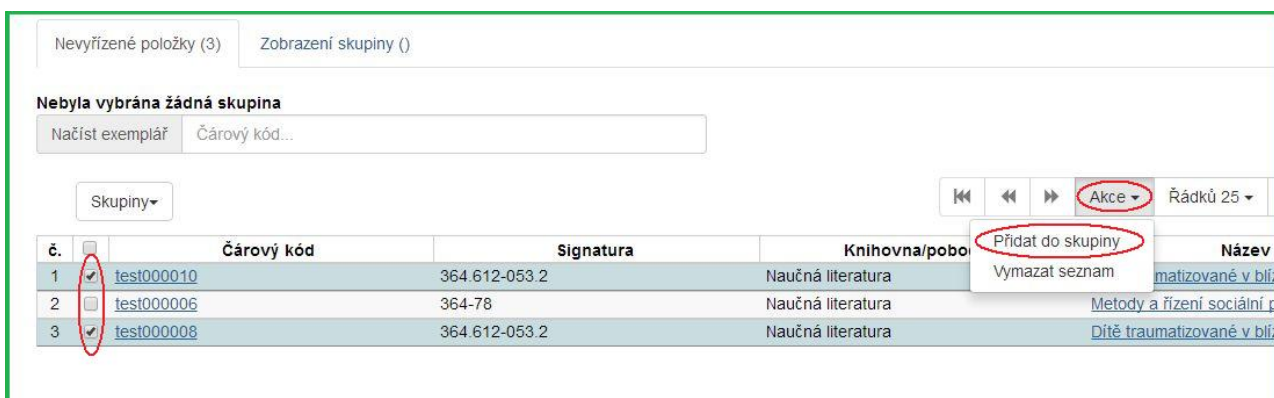 Nevyřízené položky (3) Zobrazení skupiny ()
Nebyla vybrána žádná skupina
Načíst exemplář Čárový kód...
Skupiny Akce Řádků 25
Přidat do skupiny
Vymazat seznam
č. Čárový kód Signatura Knihovna/pobo Název
1 test000010 364.612-053.2 Naučná literatura matizované v blí
2 test000006 364-78 Naučná literatura Metody a řízení sociální p
3 test000008 364.612-053.2 Naučná literatura Dítě traumatizované v blí